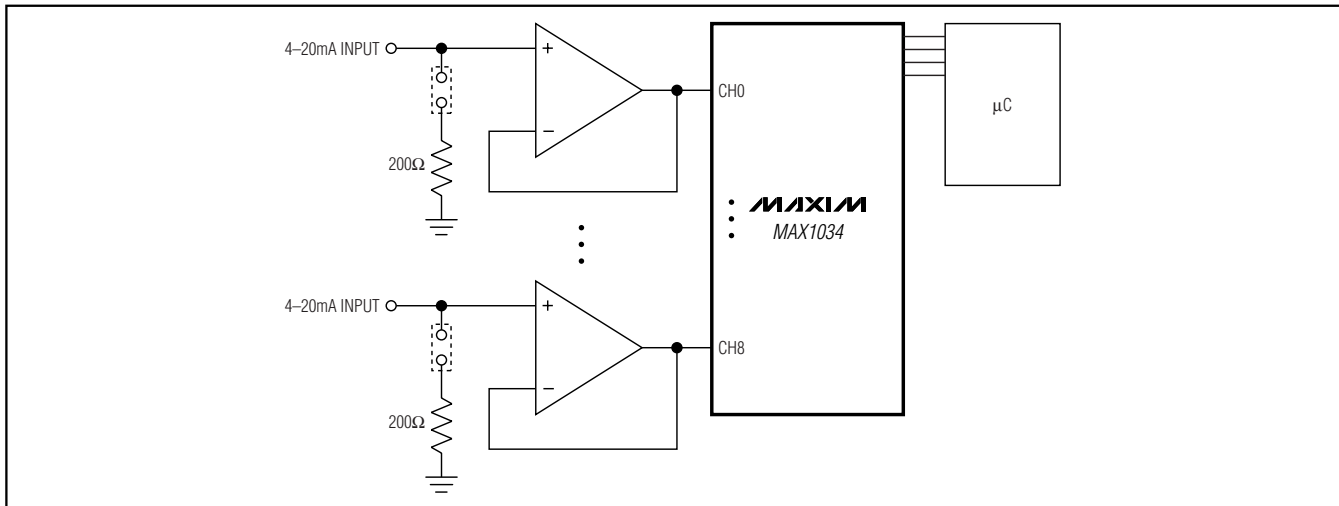 4–20mA INPUT
+
−
200Ω
CH0
µC
MAXIM
MAX1034
4–20mA INPUT
+
−
200Ω
CH8